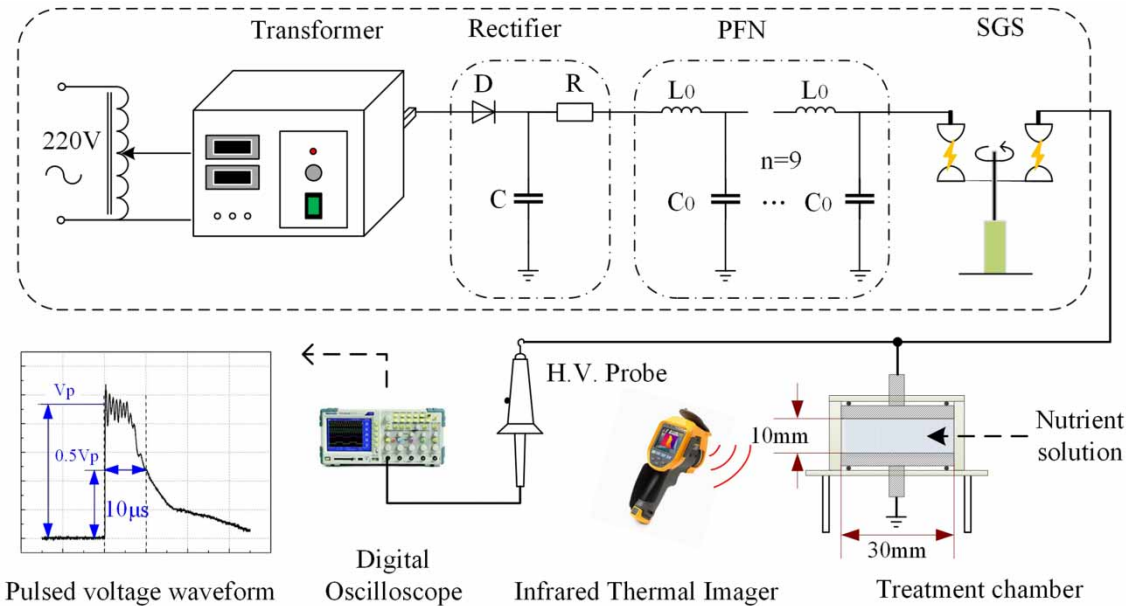 Transformer
Rectifier
PFN
SGS
D
R
L0
L0
220V
n=9
C
C0
...
C0
H.V. Probe
Vp
0.5Vp
10μs
10mm
Nutrient
solution
30mm
Digital
Oscilloscope
Pulsed voltage waveform
Infrared Thermal Imager
Treatment chamber